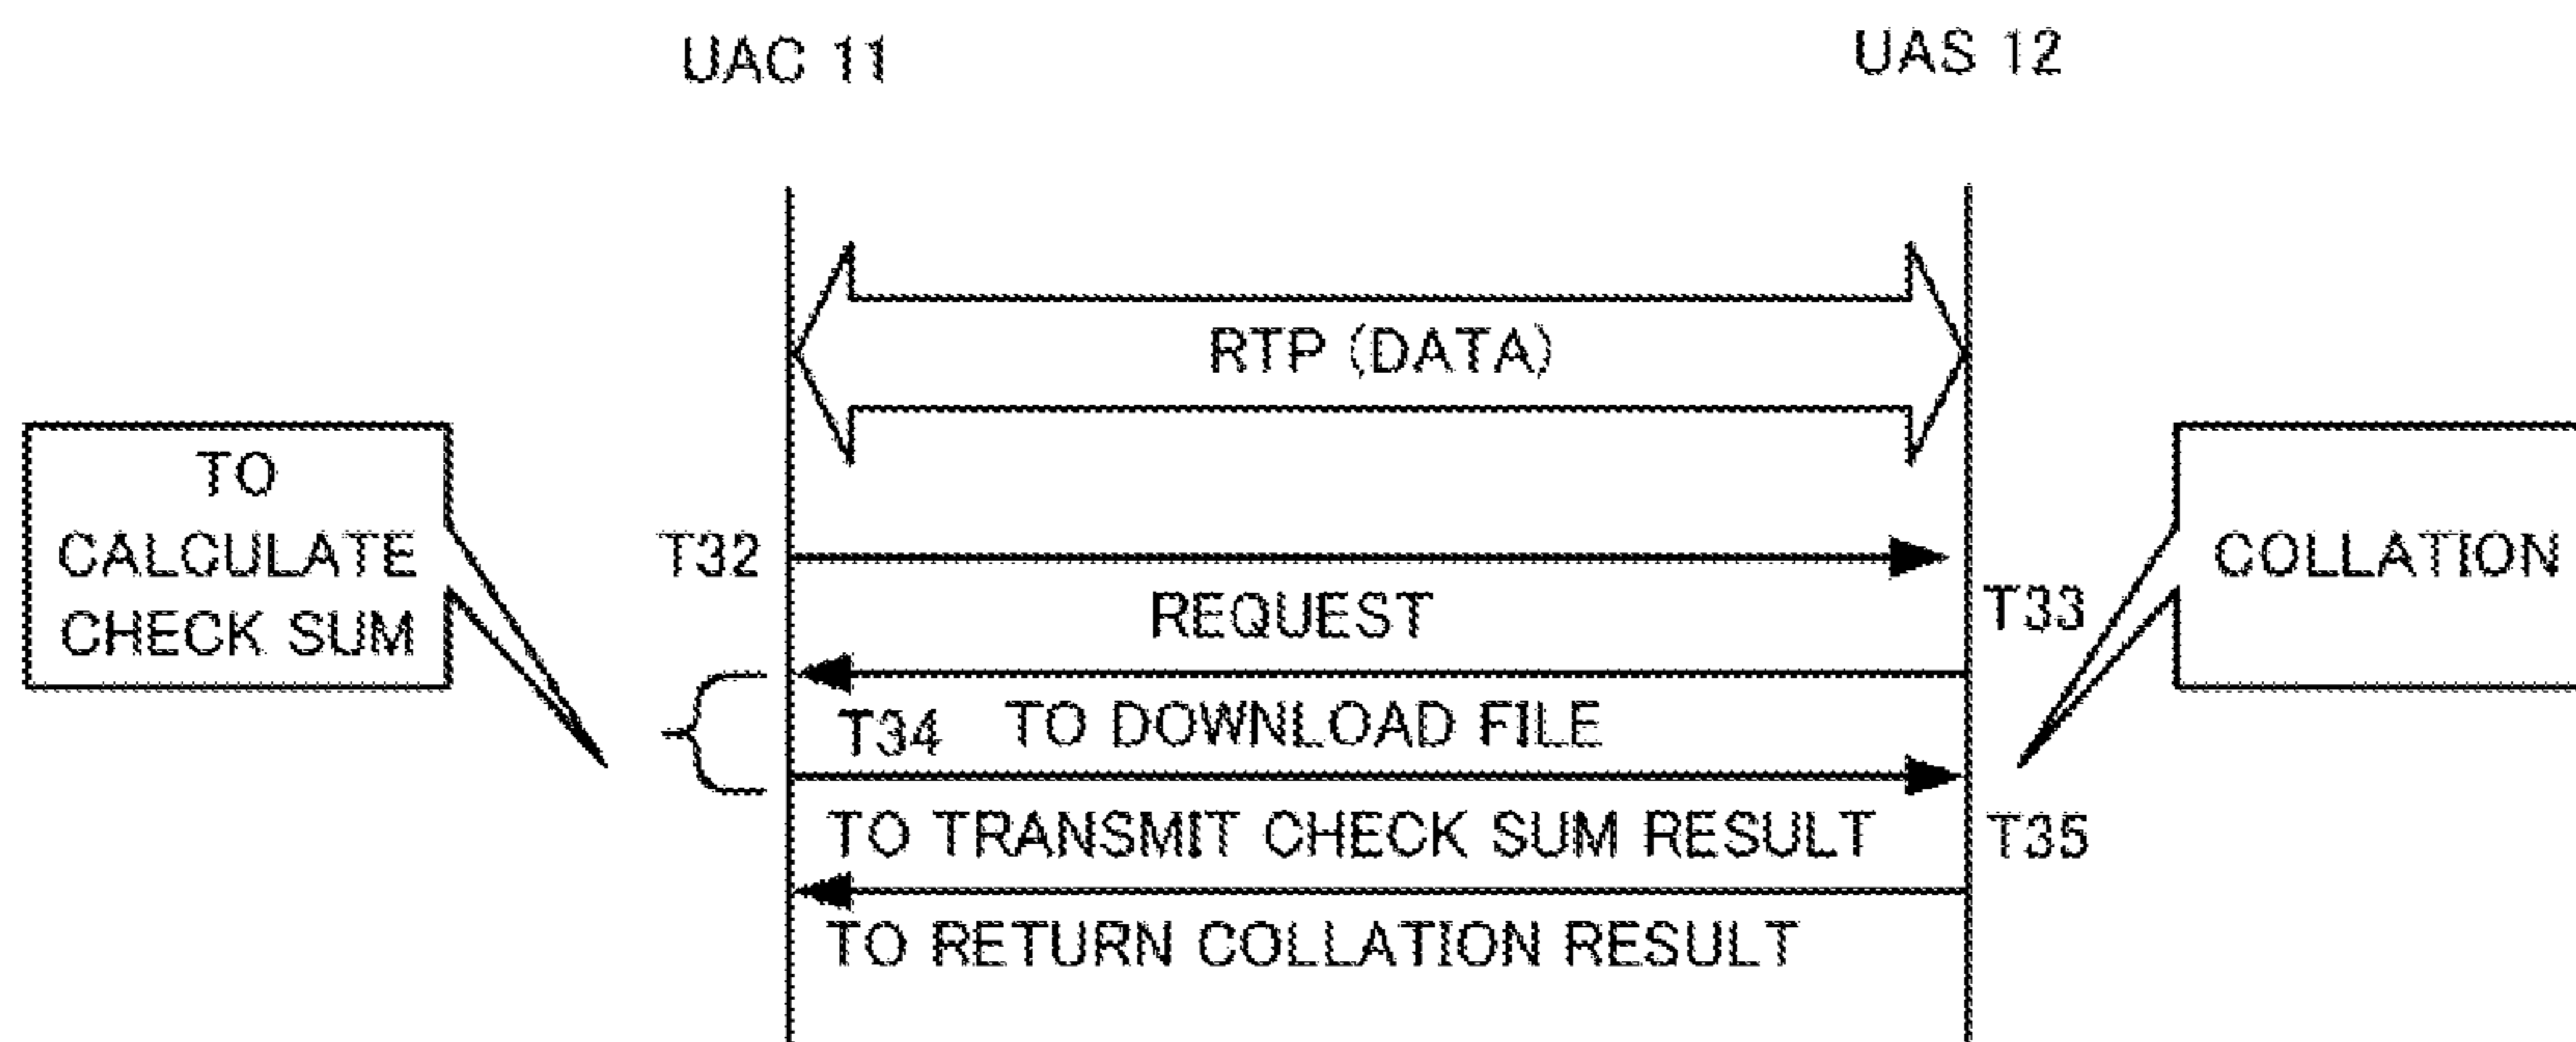 UAC 11
UAS 12
RTP (DATA)
TO
CALCULATE
CHECK SUM
COLLATION
T32
REQUEST
T33
T34
TO DOWNLOAD FILE
TO TRANSMIT CHECK SUM RESULT
T35
TO RETURN COLLATION RESULT